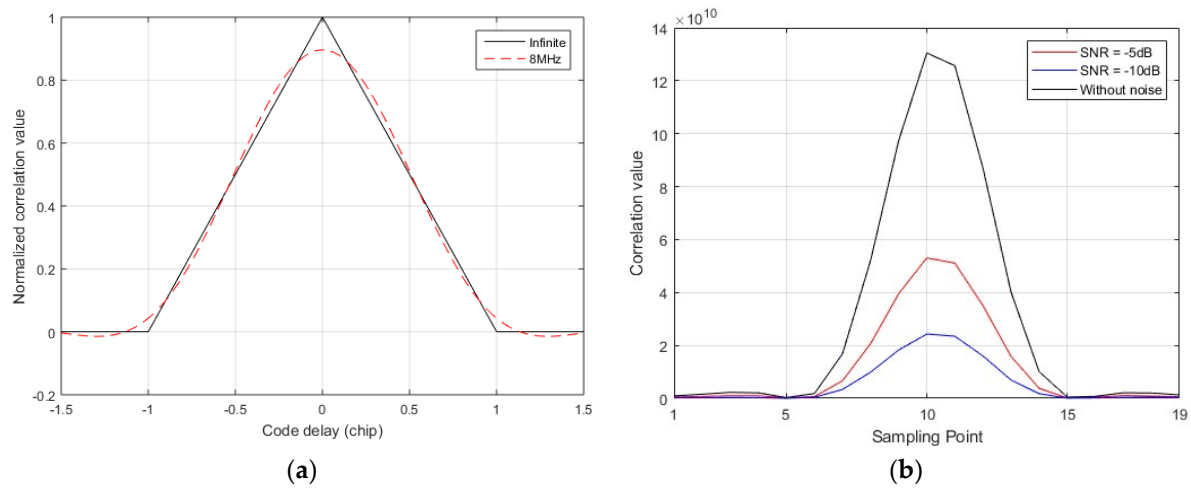 1
0.8
0.6
0.4
0.2
0
-0.2
-1.5
-1
-0.5
0
0.5
1
1.5
Normalized correlation value
Code delay (chip)
Infinite
8MHz
(a)
×10^10
14
12
10
8
6
4
2
0
1
5
10
15
19
Correlation value
Sampling Point
SNR = -5dB
SNR = -10dB
Without noise
(b)